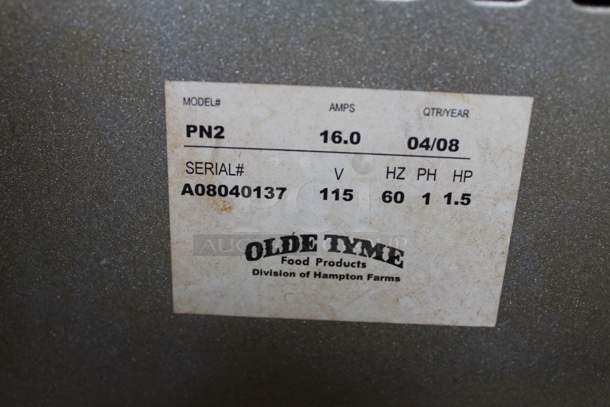 MODEL# AMPS QTR/YEAR
PN2 16.0 04/08
SERIAL# V HZ PH HP
A08040137 115 60 1 1.5
OLDE TYME
Food Products
Division of Hampton Farms